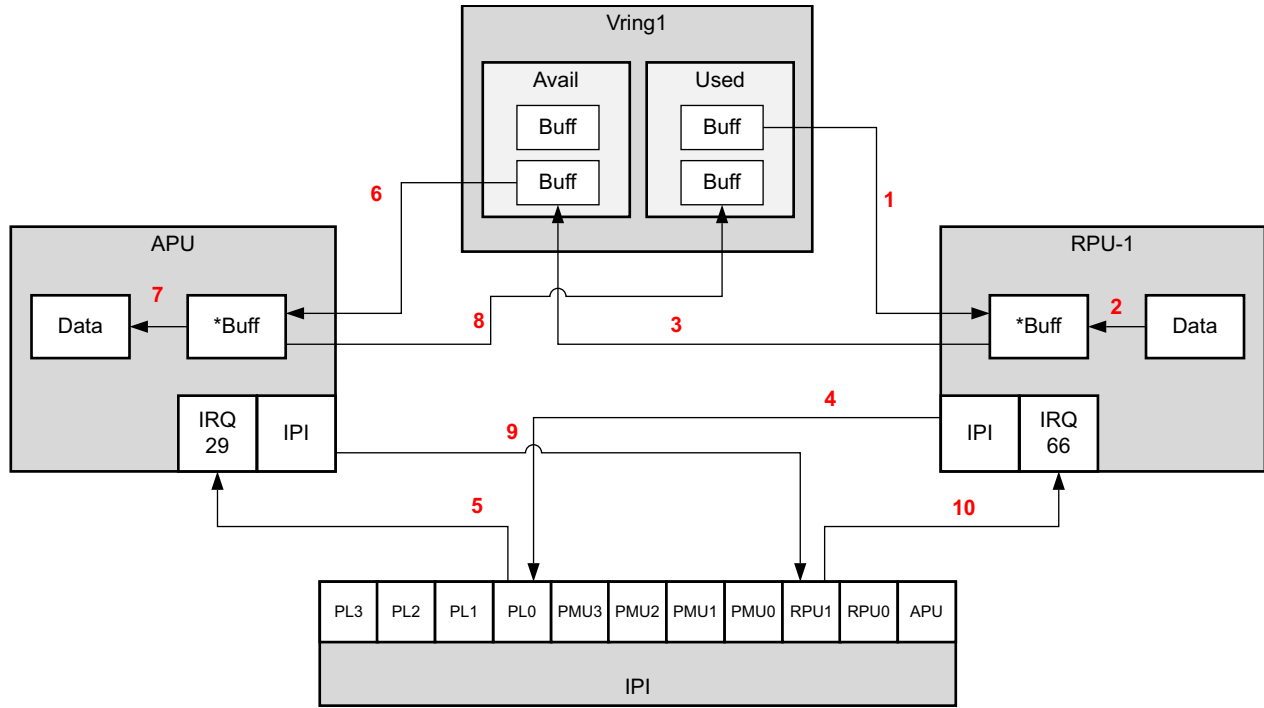 Vring1
Avail
Used
Buff
Buff
Buff
Buff
6
1
APU
RPU-1
7
Data
*Buff
8
3
*Buff
2
Data
4
IRQ
29
IPI
9
IPI
IRQ
66
5
10
PL3
PL2
PL1
PL0
PMU3
PMU2
PMU1
PMU0
RPU1
RPU0
APU
IPI